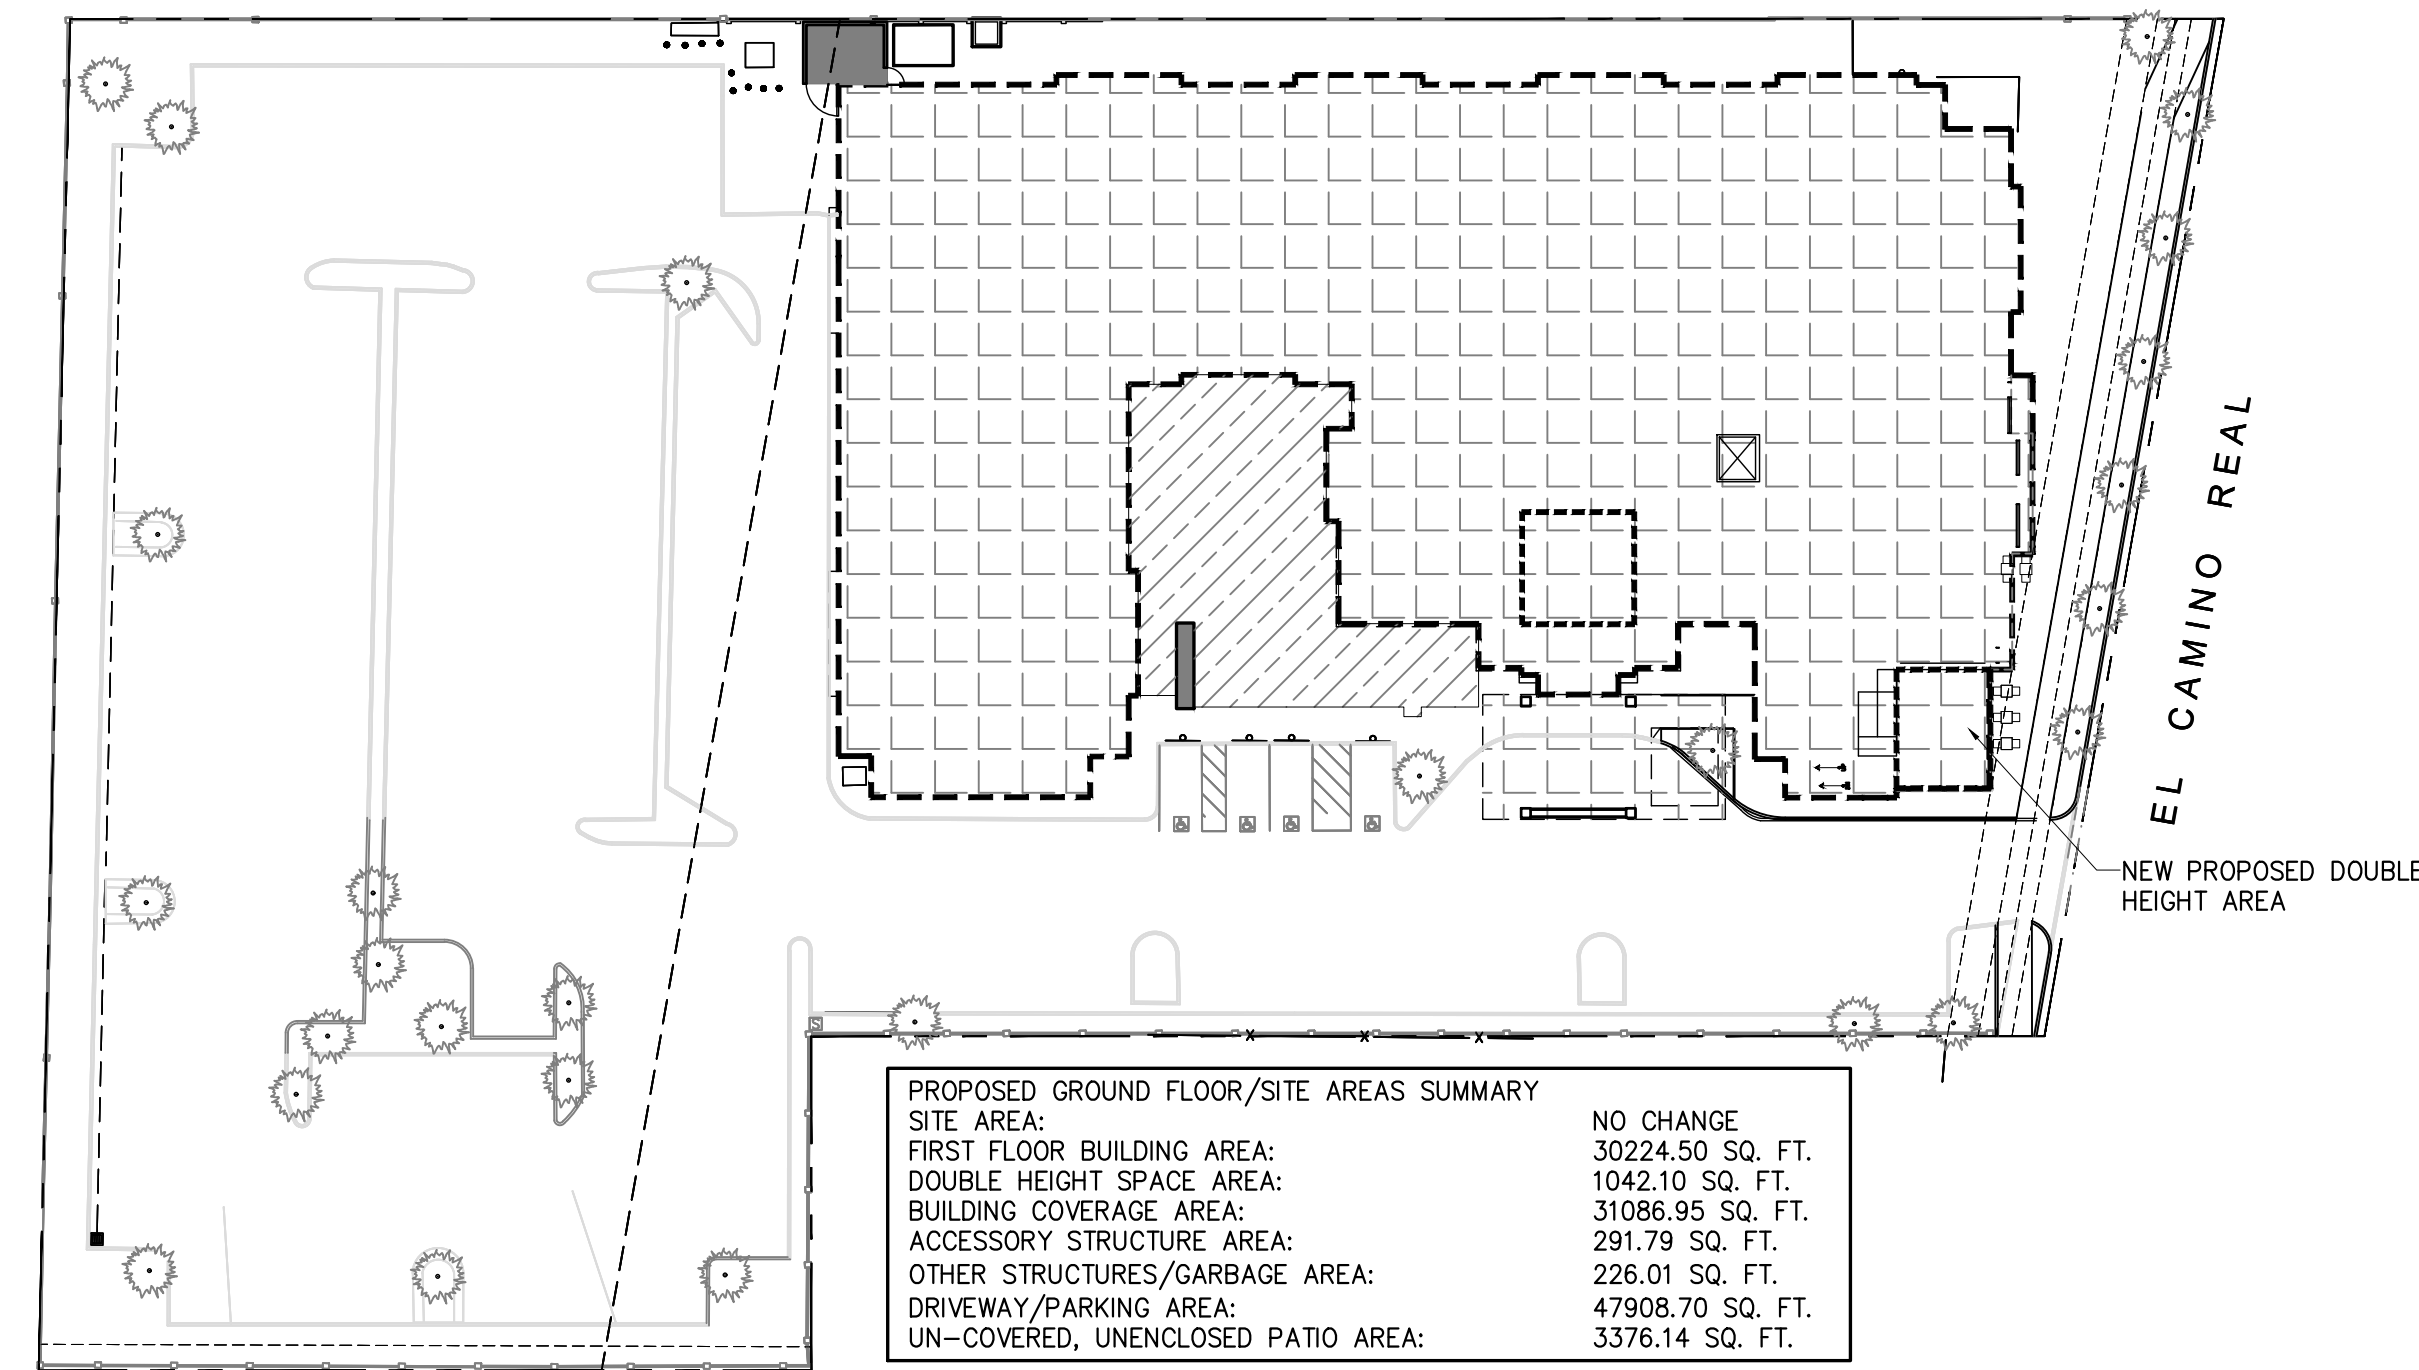 EL CAMINO REAL
NEW PROPOSED DOUBLE
HEIGHT AREA
S
PROPOSED GROUND FLOOR/SITE AREAS SUMMARY
SITE AREA: NO CHANGE
FIRST FLOOR BUILDING AREA: 30224.50 SQ. FT.
DOUBLE HEIGHT SPACE AREA: 1042.10 SQ. FT.
BUILDING COVERAGE AREA: 31086.95 SQ. FT.
ACCESSORY STRUCTURE AREA: 291.79 SQ. FT.
OTHER STRUCTURES/GARBAGE AREA: 226.01 SQ. FT.
DRIVEWAY/PARKING AREA: 47908.70 SQ. FT.
UN-COVERED, UNENCLOSED PATIO AREA: 3376.14 SQ. FT.